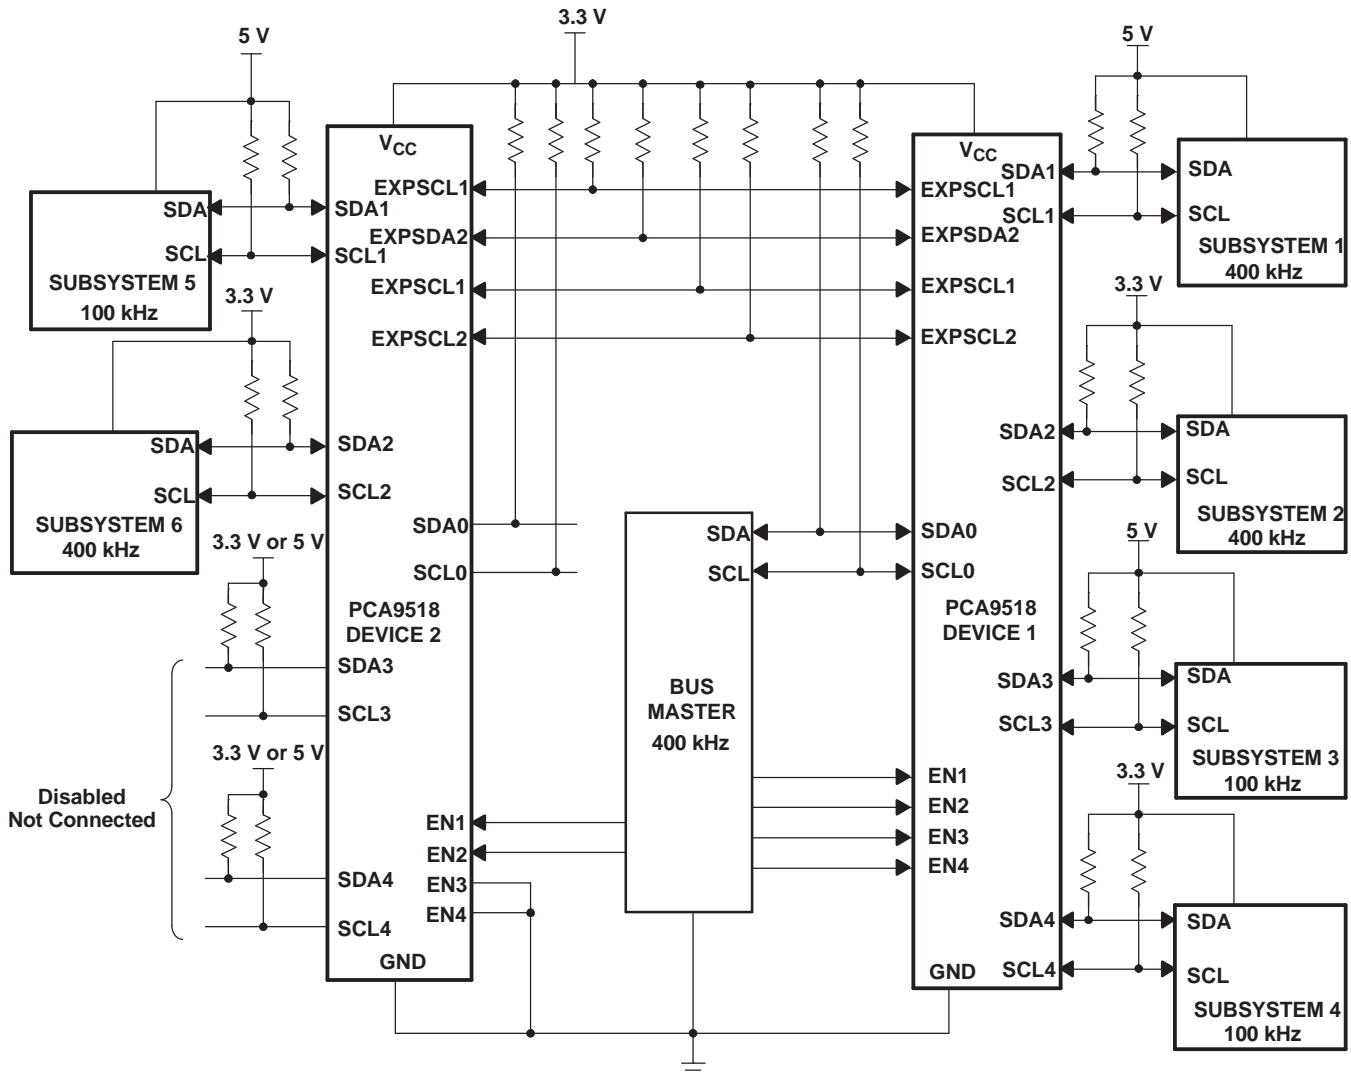 3.3 V
5 V
5 V
VCC
VCC
EXPSCL1
EXPSDA2
EXPSCL1
EXPSCL2
SDA
SCL
SUBSYSTEM 5
100 kHz
SDA1
SCL1
3.3 V
SDA
SCL
SUBSYSTEM 6
400 kHz
SDA2
SCL2
SDA0
SCL0
3.3 V or 5 V
PCA9518
DEVICE 2
SDA3
SCL3
3.3 V or 5 V
Disabled
Not Connected
SDA4
SCL4
EN1
EN2
EN3
EN4
GND
SDA
SCL
BUS
MASTER
400 kHz
SDA1
EXPSCL1
SCL1
EXPSDA2
EXPSCL1
EXPSCL2
SDA
SCL
SUBSYSTEM 1
400 kHz
3.3 V
SDA2
SCL2
SDA
SCL
SUBSYSTEM 2
400 kHz
SDA0
SCL0
PCA9518
DEVICE 1
5 V
SDA3
SCL3
SDA
SCL
SUBSYSTEM 3
100 kHz
EN1
EN2
EN3
EN4
3.3 V
SDA4
SCL4
GND
SDA
SCL
SUBSYSTEM 4
100 kHz